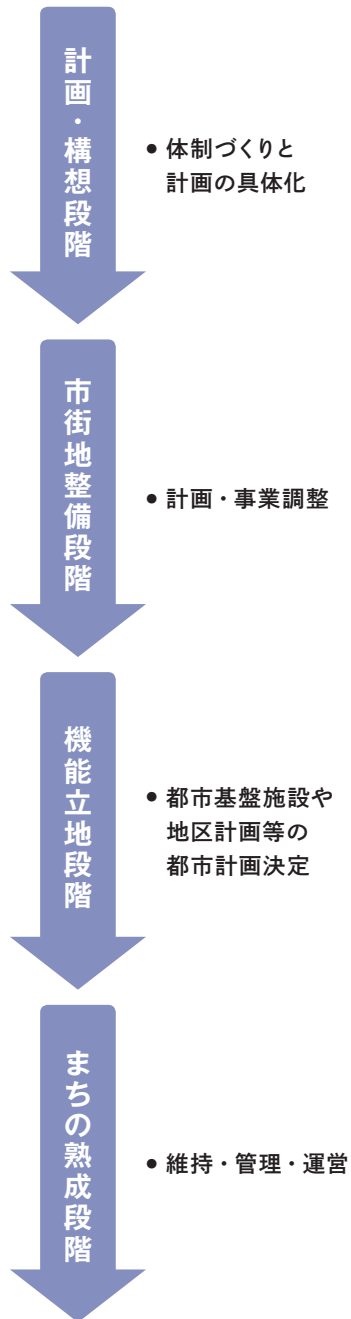 計画・構想段階
• 体制づくりと
計画の具体化
市街地整備段階
• 計画・事業調整
機能立地段階
• 都市基盤施設や
地区計画等の
都市計画決定
まちの熟成段階
• 維持・管理・運営